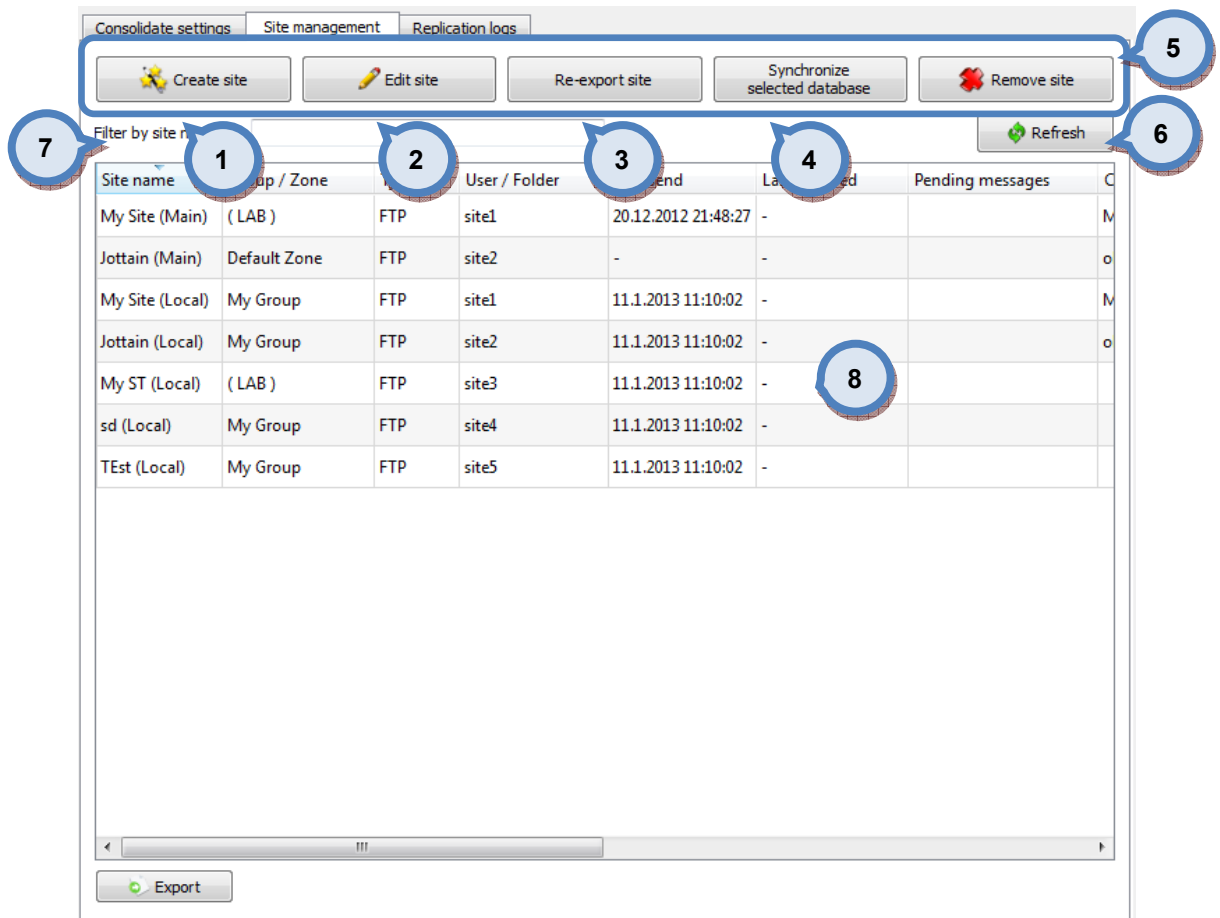 Consolidate settings Site management Replication logs
5
Create site Edit site Re-export site Synchronize selected database Remove site
7 Filter by site Refresh 6
1 2 3 4
Site name / Zone User / Folder Pending messages
My Site (Main) ( LAB ) FTP site1 20.12.2012 21:48:27 -
Jottain (Main) Default Zone FTP site2 - -
My Site (Local) My Group FTP site1 11.1.2013 11:10:02 -
Jottain (Local) My Group FTP site2 11.1.2013 11:10:02 -
8
My ST (Local) ( LAB ) FTP site3 11.1.2013 11:10:02 -
sd (Local) My Group FTP site4 11.1.2013 11:10:02 -
TEst (Local) My Group FTP site5 11.1.2013 11:10:02 -
Export